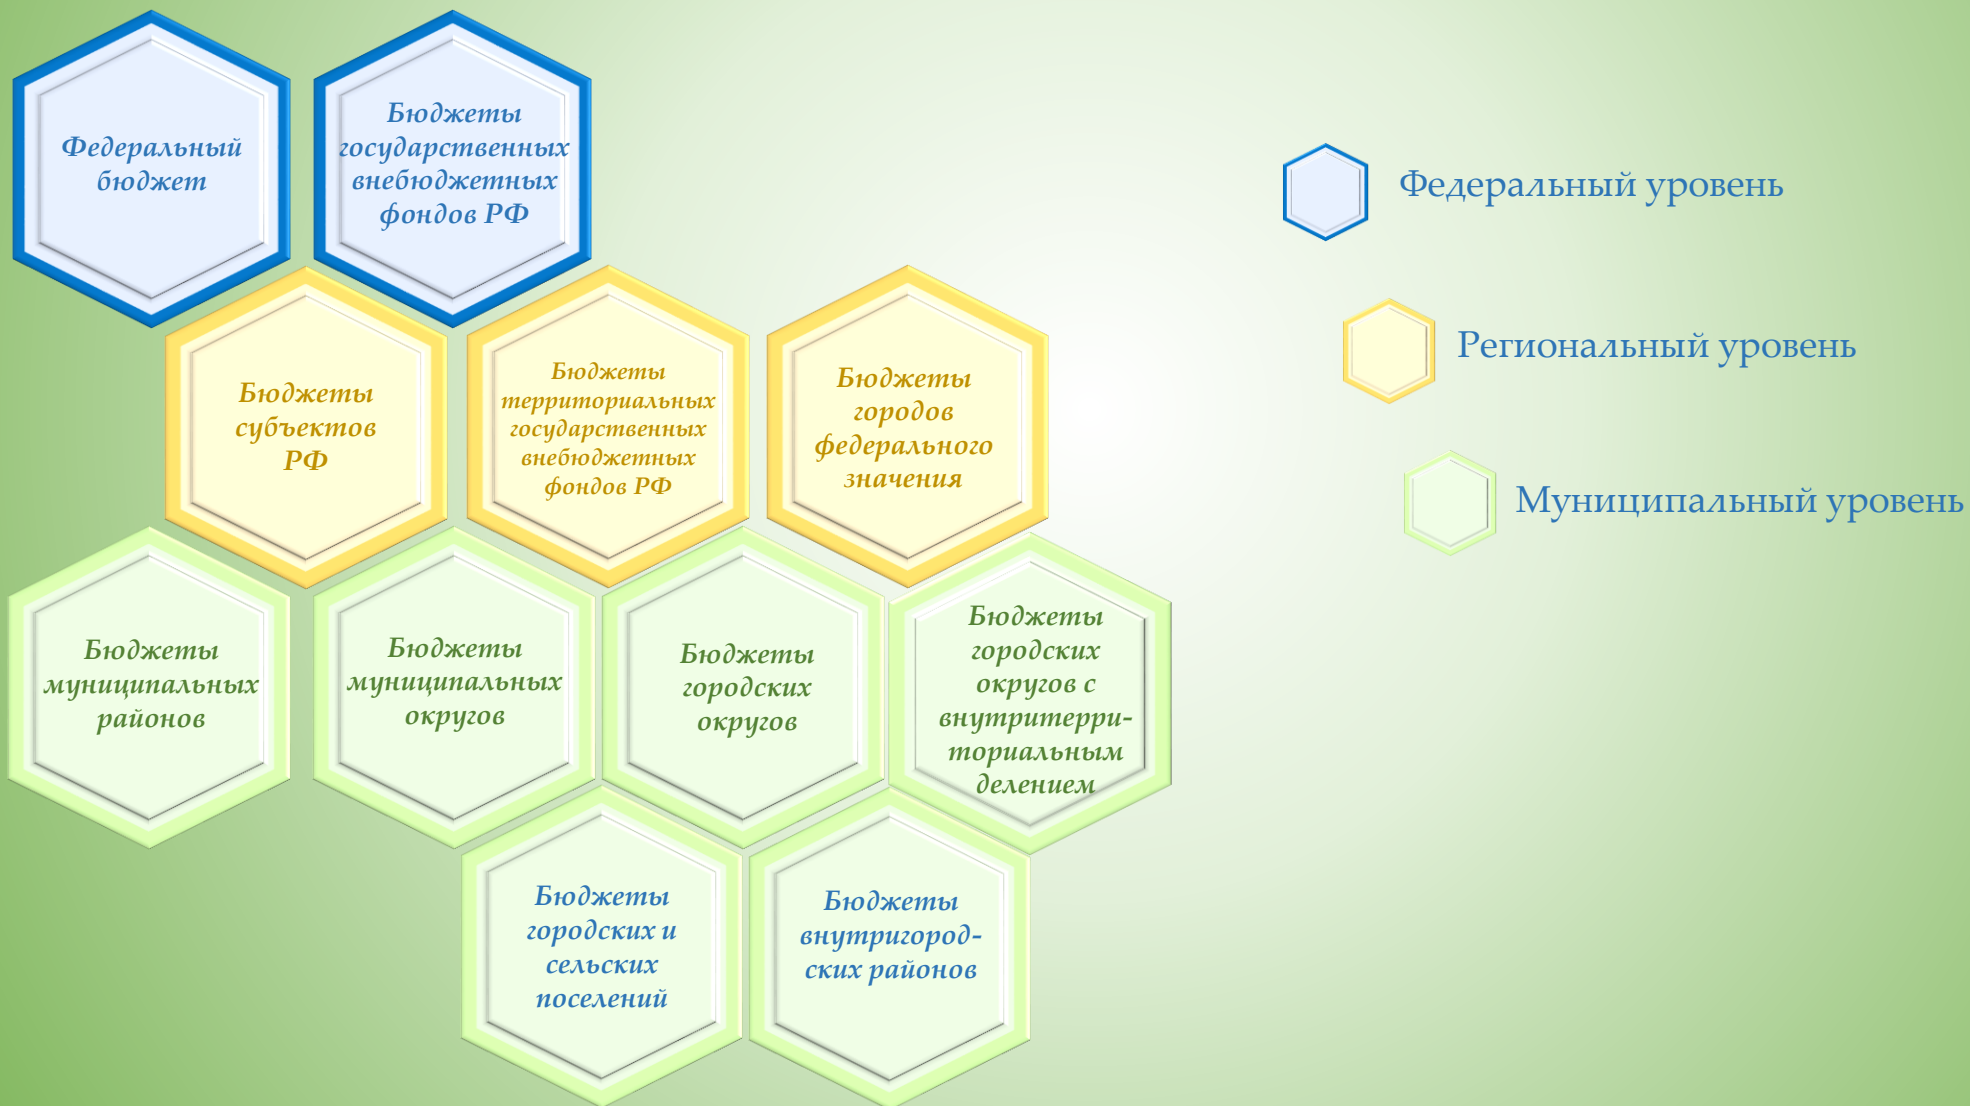 Федеральный
бюджет
Бюджеты
государственных
внебюджетных
фондов РФ
Федеральный уровень
Бюджеты
субъектов
РФ
Бюджеты
территориальных
государственных
внебюджетных
фондов РФ
Бюджеты
городов
федерального
значения
Региональный уровень
Муниципальный уровень
Бюджеты
муниципальных
районов
Бюджеты
муниципальных
округов
Бюджеты
городских
округов
Бюджеты
городских
округов с
внутритерри-
ториальным
делением
Бюджеты
городских и
сельских
поселений
Бюджеты
внутригород-
ских районов